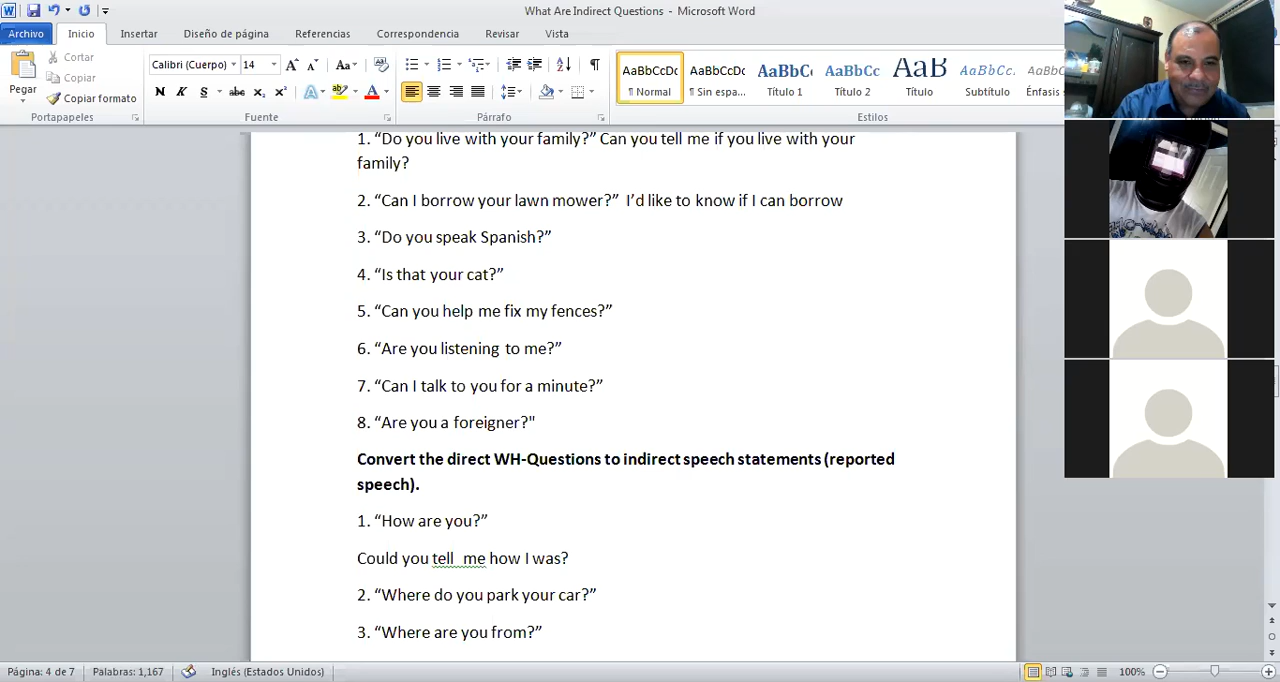 What Are Indirect Questions - Microsoft Word
Archivo Inicio Insertar Diseño de página Referencias Correspondencia Revisar Vista
Pegar
Cortar
Copiar
Copiar formato
Portapapeles
Calibri (Cuerpo) 14
Fuente
Párrafo
AaBbCcDc AaBbCcDc AaBbC( AaBbCc AaB AaBbCc. AaBbCc
¶ Normal ¶ Sin espa... Título 1 Título 2 Título Subtítulo Énfasis
Estilos
1. “Do you live with your family?” Can you tell me if you live with your
family?
2. “Can I borrow your lawn mower?” I’d like to know if I can borrow
3. “Do you speak Spanish?”
4. “Is that your cat?”
5. “Can you help me fix my fences?”
6. “Are you listening to me?”
7. “Can I talk to you for a minute?”
8. “Are you a foreigner?"
Convert the direct WH-Questions to indirect speech statements (reported
speech).
1. “How are you?”
Could you tell me how I was?
2. “Where do you park your car?”
3. “Where are you from?”
Página: 4 de 7 Palabras: 1,167 Inglés (Estados Unidos) 100%